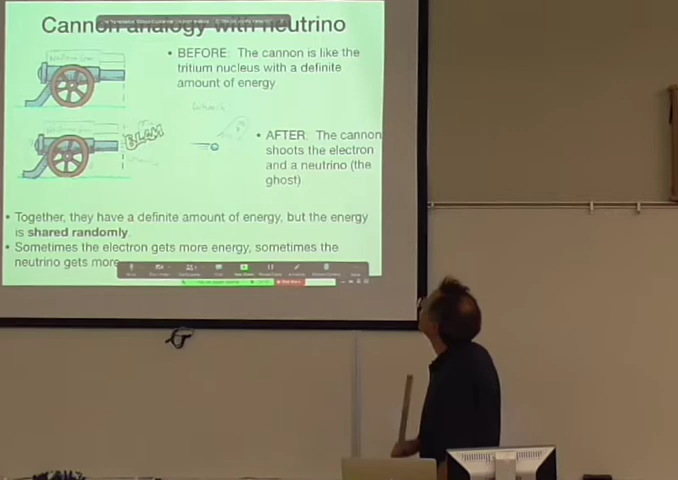 Cannon analogy with neutrino
• BEFORE: The cannon is like the
tritium nucleus with a definite
amount of energy
BLAM
• AFTER: The cannon
shoots the electron
and a neutrino (the
ghost)
• Together, they have a definite amount of energy, but the energy
is shared randomly.
• Sometimes the electron gets more energy, sometimes the
neutrino gets more